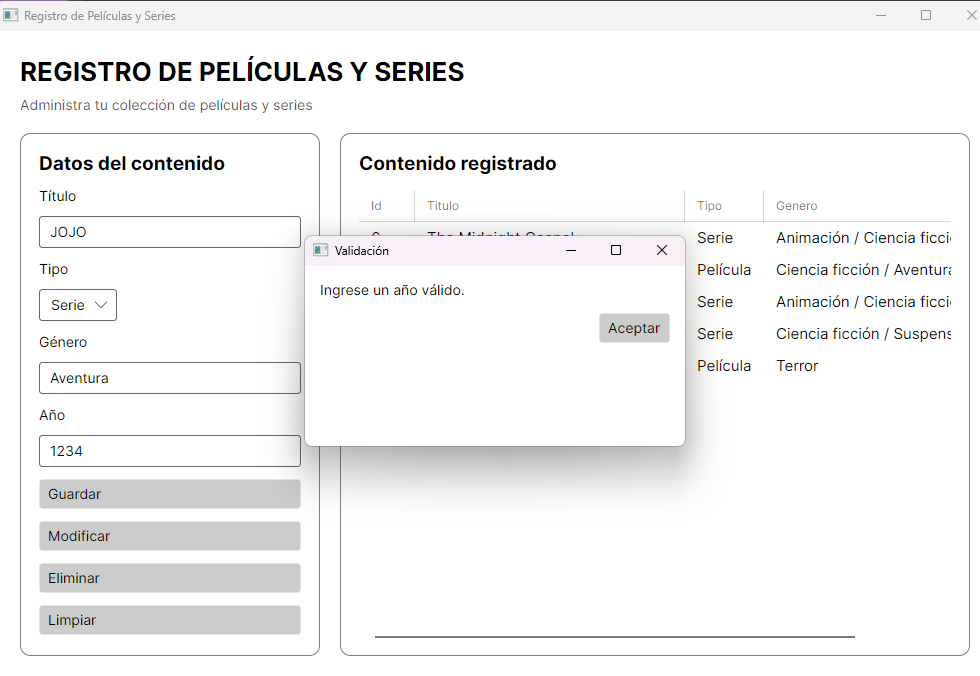 Registro de Películas y Series
REGISTRO DE PELÍCULAS Y SERIES
Administra tu colección de películas y series
Datos del contenido
Título
JOJO
Tipo
Serie
Género
Aventura
Año
1234
Guardar
Modificar
Eliminar
Limpiar
Contenido registrado
Id Titulo Tipo Genero
The Midnight Gospel Serie Animación / Ciencia ficci
Película Ciencia ficción / Aventura
Serie Animación / Ciencia ficci
Serie Ciencia ficción / Suspens
Película Terror
Validación
Ingrese un año válido.
Aceptar